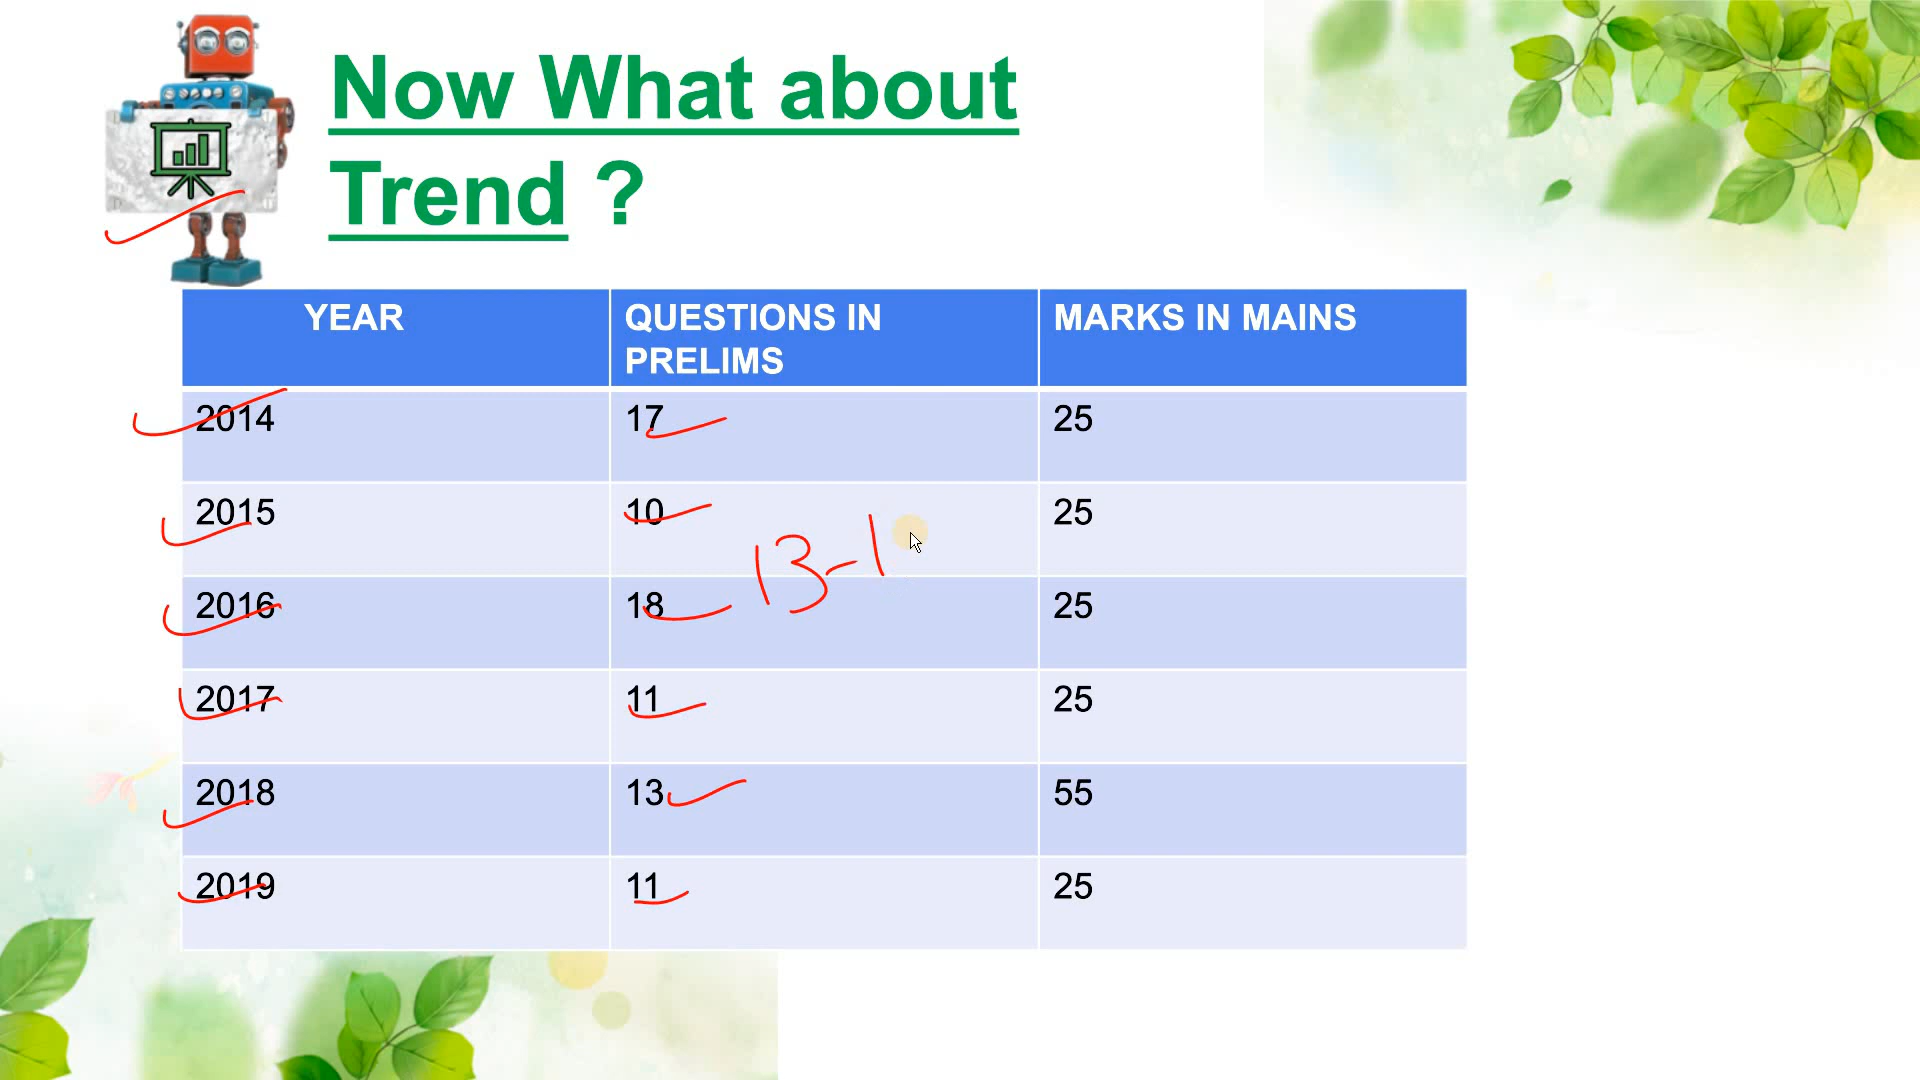 Now What about
Trend ?
YEAR
QUESTIONS IN
PRELIMS
MARKS IN MAINS
2014 17 25
2015 10 25
13-1
2016 18 25
2017 11 25
2018 13 55
2019 11 25